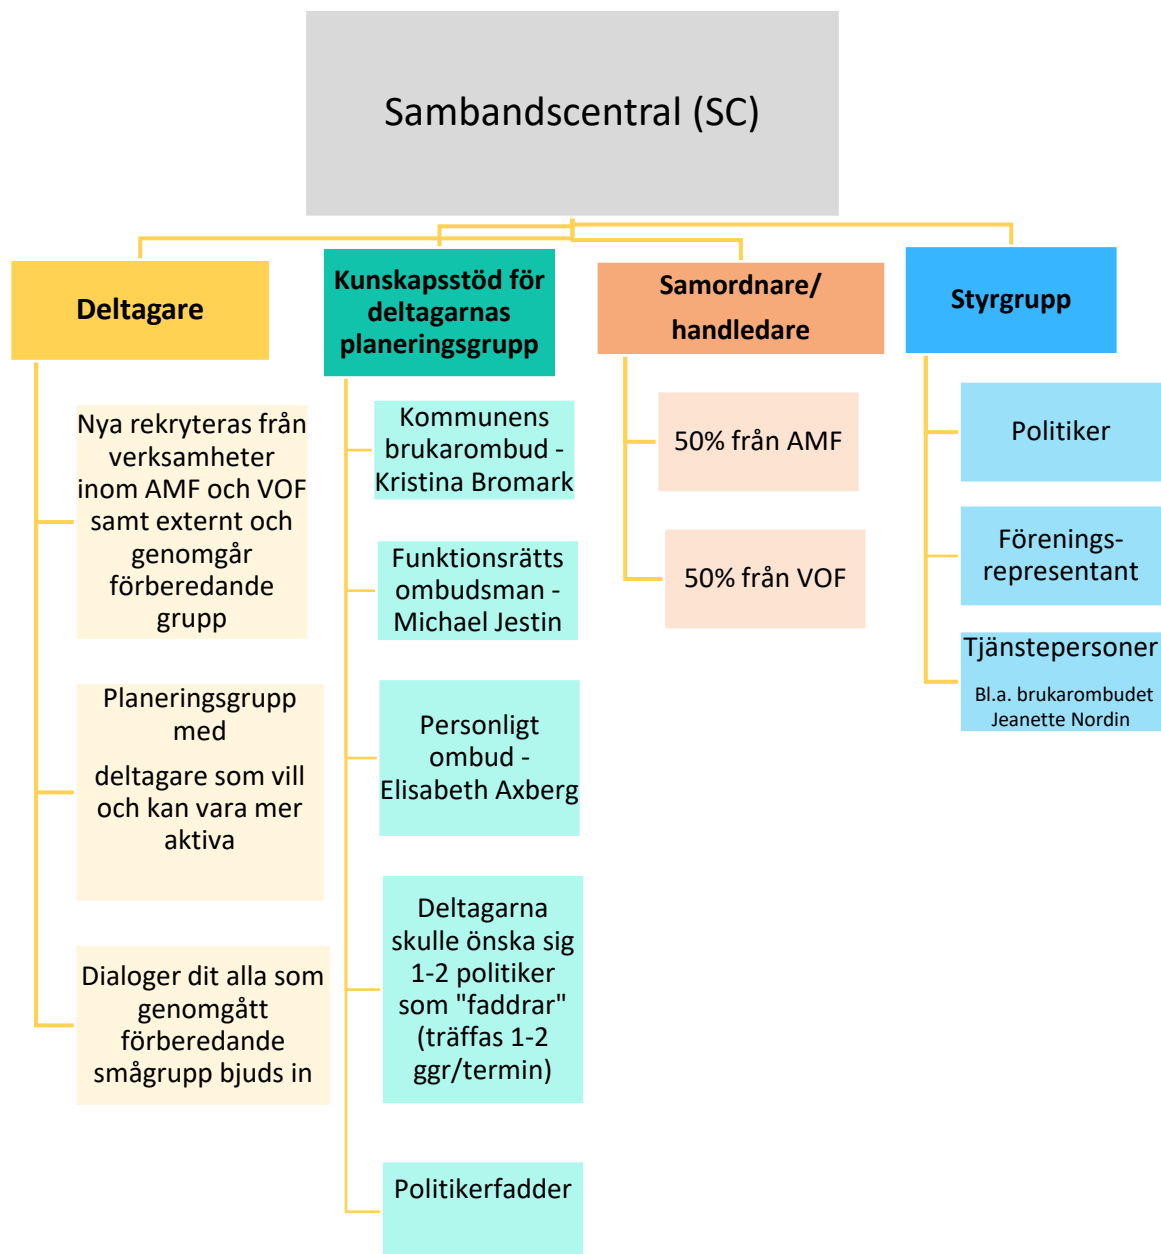 Sambandscentral (SC)
Deltagare
Nya rekryteras från
verksamheter
inom AMF och VOF
samt externt och
genomgår
förberedande
grupp
Planeringsgrupp
med
deltagare som vill
och kan vara mer
aktiva
Dialoger dit alla som
genomgått
förberedande
smågrupp bjuds in
Kunskapsstöd för
deltagarnas
planeringsgrupp
Kommunens
brukarombud -
Kristina Bromark
Funktionsrätts
ombudsman -
Michael Jestin
Personligt
ombud -
Elisabeth Axberg
Deltagarna
skulle önska sig
1-2 politiker
som "faddrar"
(träffas 1-2
ggr/termin)
Politikerfadder
Samordnare/
handledare
50% från AMF
50% från VOF
Styrgrupp
Politiker
Förenings-
representant
Tjänstepersoner
Bl.a. brukarombudet
Jeanette Nordin